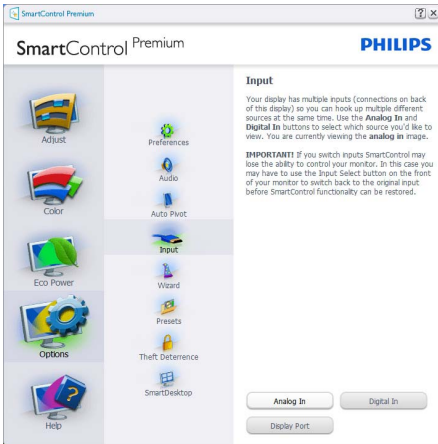 SmartControl Premium
SmartControl Premium
PHILIPS
Adjust
Color
Eco Power
Options
Help
Preferences
Audio
Auto Pivot
Input
Wizard
Presets
Theft Deterrence
SmartDesktop
Input
Your display has multiple inputs (connections on back
of this display) so you can hook up multiple different
sources at the same time. Use the Analog In and
Digital In buttons to select which source you'd like to
view. You are currently viewing the analog in image.
IMPORTANT! If you switch inputs SmartControl may
lose the ability to control your monitor. In this case you
may have to use the Input Select button on the front
of your monitor to switch back to the original input
before SmartControl functionality can be restored.
Analog In
Digital In
Display Port